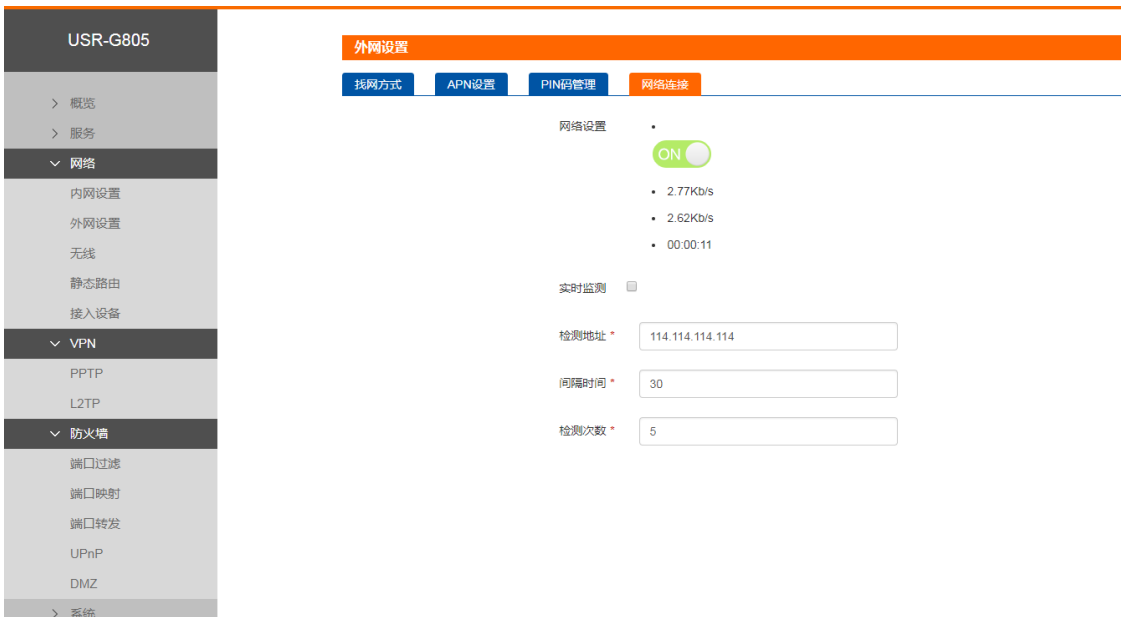 USR-G805
概览
服务
网络
内网设置
外网设置
无线
静态路由
接入设备
VPN
PPTP
L2TP
防火墙
端口过滤
端口映射
端口转发
UPnP
DMZ
系统
外网设置
找网方式 APN设置 PIN码管理 网络连接
网络设置
ON
2.77Kb/s
2.62Kb/s
00:00:11
实时监测
检测地址 * 114.114.114.114
间隔时间 * 30
检测次数 * 5